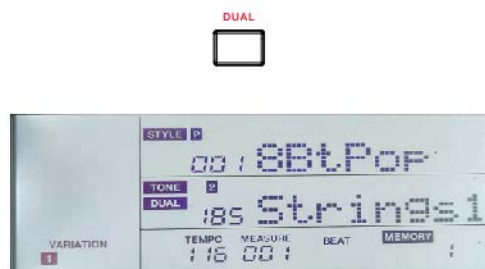 DUAL
STYLE P
001 8BtPop
TONE 2
DUAL
185 Strings1
VARIATION TEMPO MEASURE BEAT MEMORY
1 116 001 1